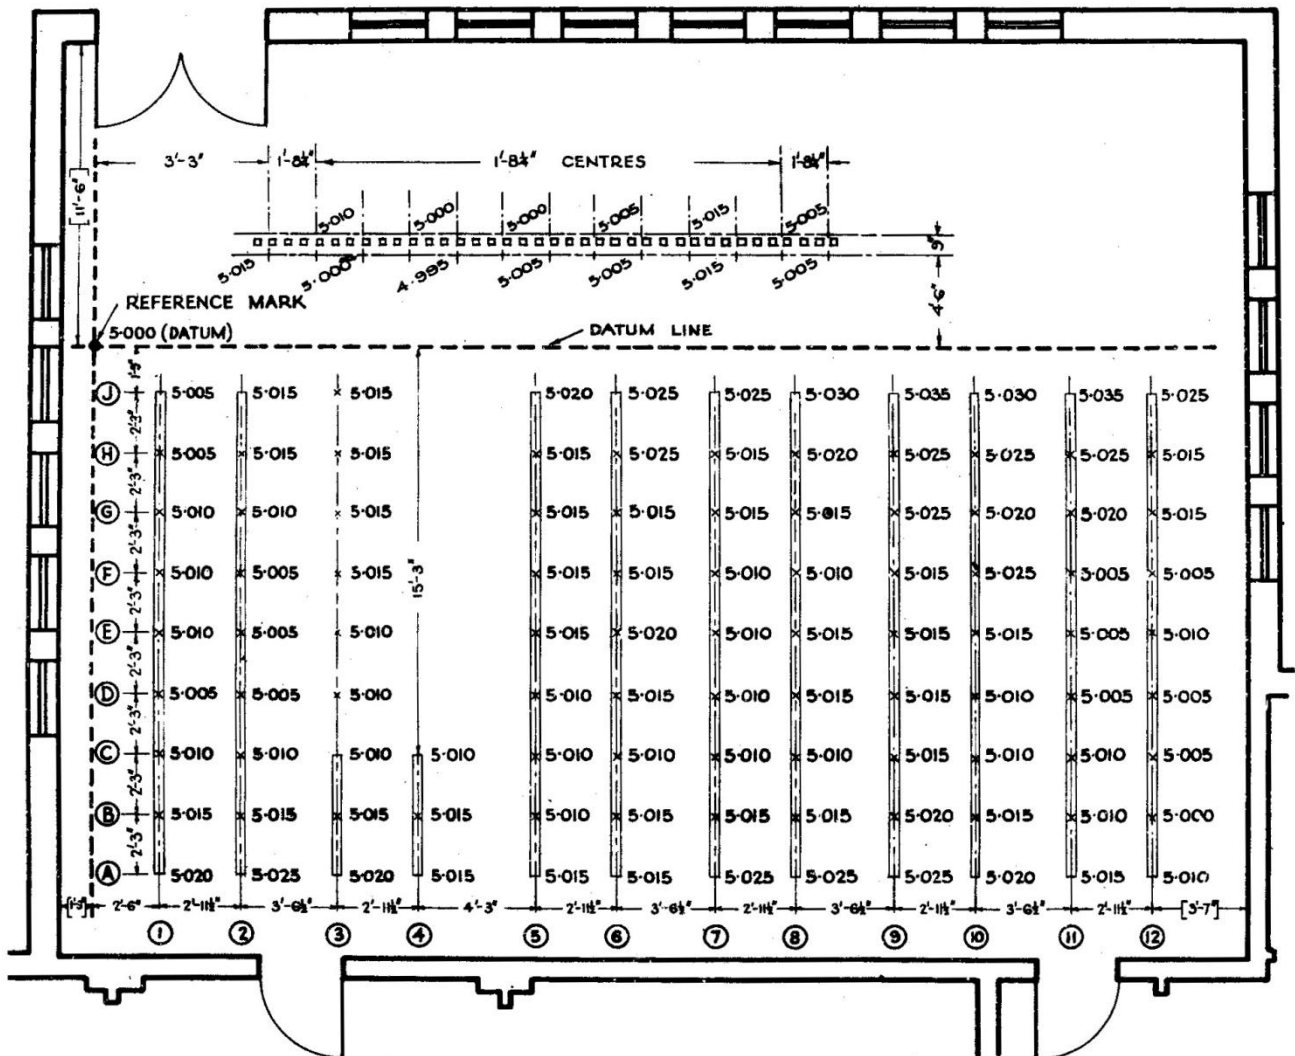 3'-3" 1'-8¼" 1'-8¼" CENTRES 1'-8¼"
[11'-6"]
5·010 5·000 5·000 5·005 5·015 5·005
9"
5·015 5·000 4·995 5·005 5·005 5·015 5·005
4'-6"
REFERENCE MARK
5·000 (DATUM)
DATUM LINE
J 5·005 5·015 5·015 5·020 5·025 5·025 5·030 5·035 5·030 5·035 5·025
2'-3"
H 5·005 5·015 5·015 5·015 5·025 5·015 5·020 5·025 5·025 5·025 5·015
2'-3"
G 5·010 5·010 5·015 5·015 5·015 5·015 5·015 5·025 5·020 5·020 5·015
2'-3"
F 5·010 5·005 5·015 5·015 5·015 5·010 5·010 5·015 5·025 5·005 5·005
15'-3"
2'-3"
E 5·010 5·005 5·010 5·015 5·020 5·010 5·015 5·015 5·015 5·005 5·010
2'-3"
D 5·005 5·005 5·010 5·010 5·015 5·010 5·015 5·015 5·010 5·005 5·005
2'-3"
C 5·010 5·010 5·010 5·010 5·010 5·010 5·010 5·010 5·015 5·010 5·010 5·005
2'-3"
B 5·015 5·015 5·015 5·015 5·010 5·015 5·015 5·015 5·020 5·015 5·010 5·000
2'-3"
A 5·020 5·025 5·020 5·015 5·015 5·015 5·025 5·025 5·025 5·020 5·015 5·010
2'-6" 2'-11½" 3'-6½" 2'-11½" 4'-3" 2'-11½" 3'-6½" 2'-11½" 3'-6½" 2'-11½" 3'-6½" 2'-11½" [3'-7"]
1 2 3 4 5 6 7 8 9 10 11 12